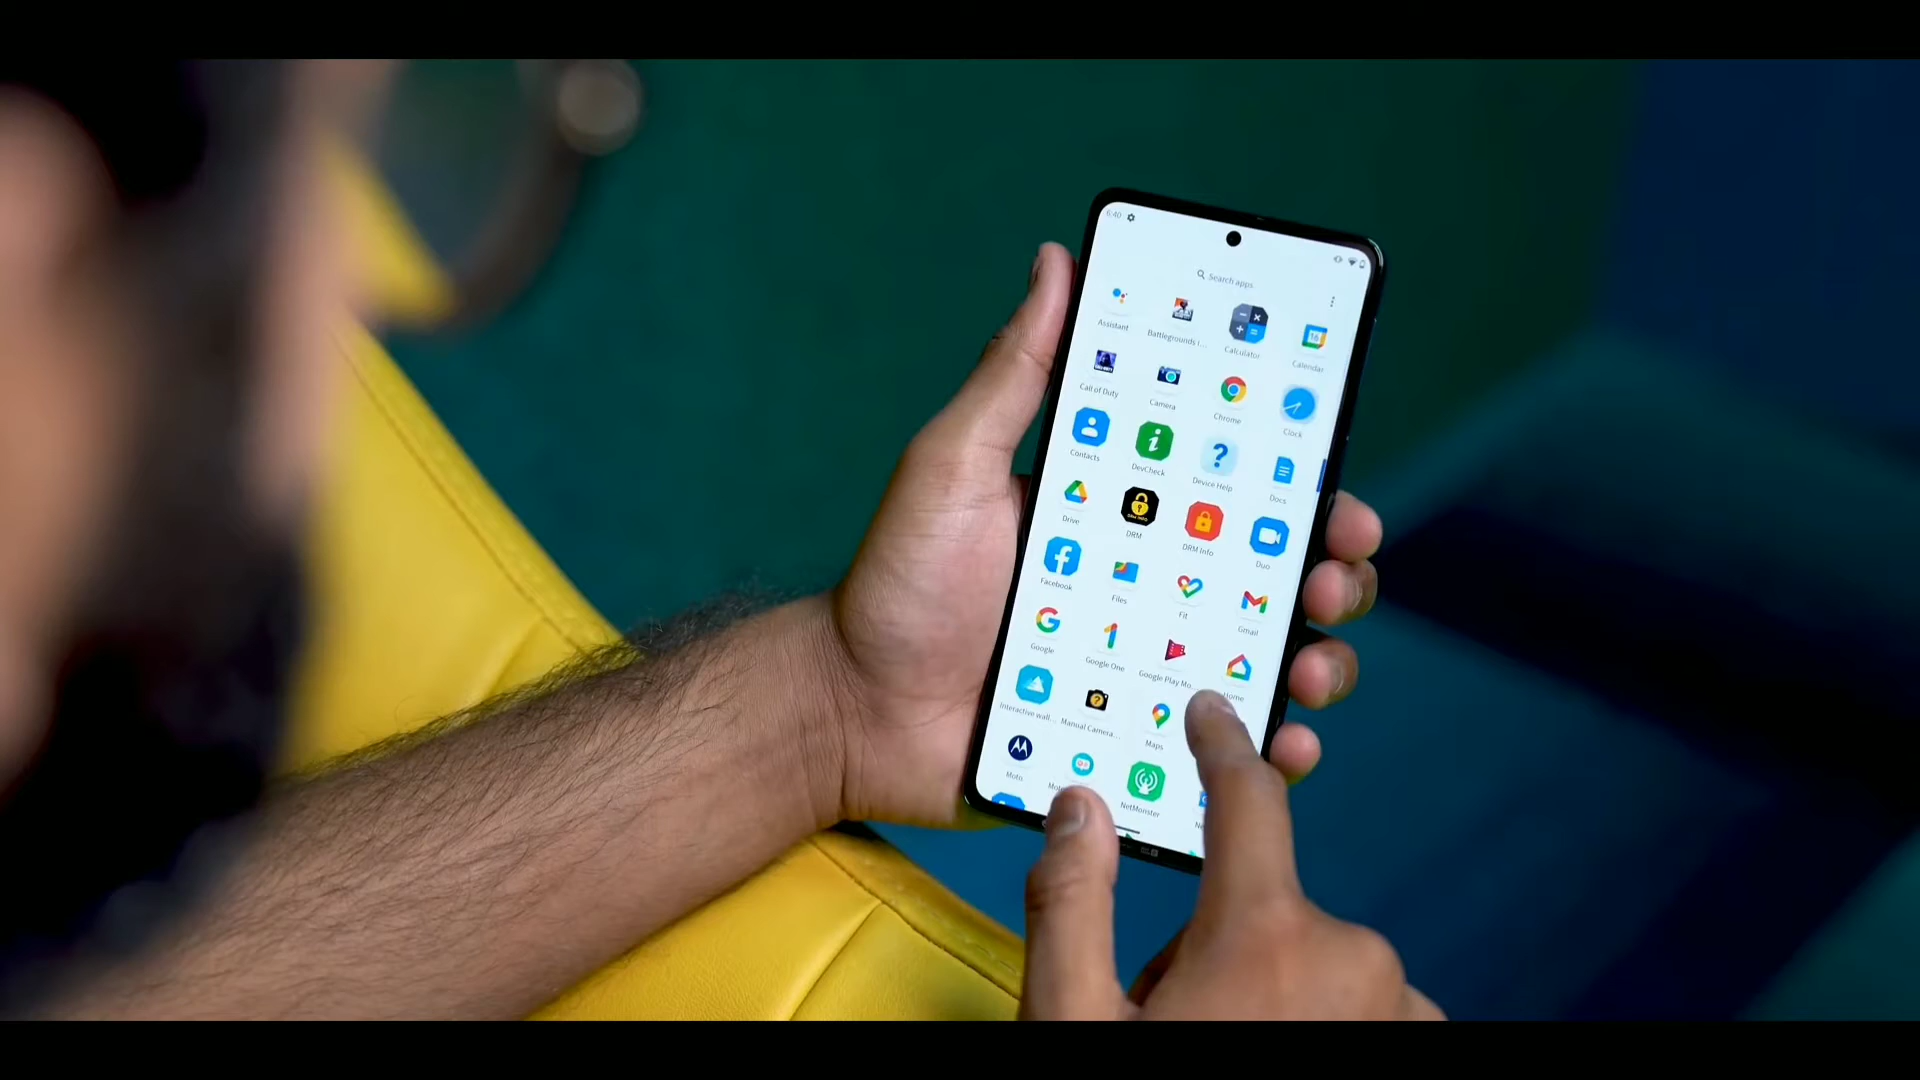 6:40
Search apps
Assistant
Battlegrounds i...
Calculator
Calendar
Call of Duty
Camera
Chrome
Clock
Contacts
DevCheck
Device Help
Docs
Drive
DRM
DRM Info
Duo
Facebook
Files
Fit
Gmail
Google
Google One
Google Play Mo...
Home
Interactive wall...
Manual Camera...
Maps
Moto
NetMonster